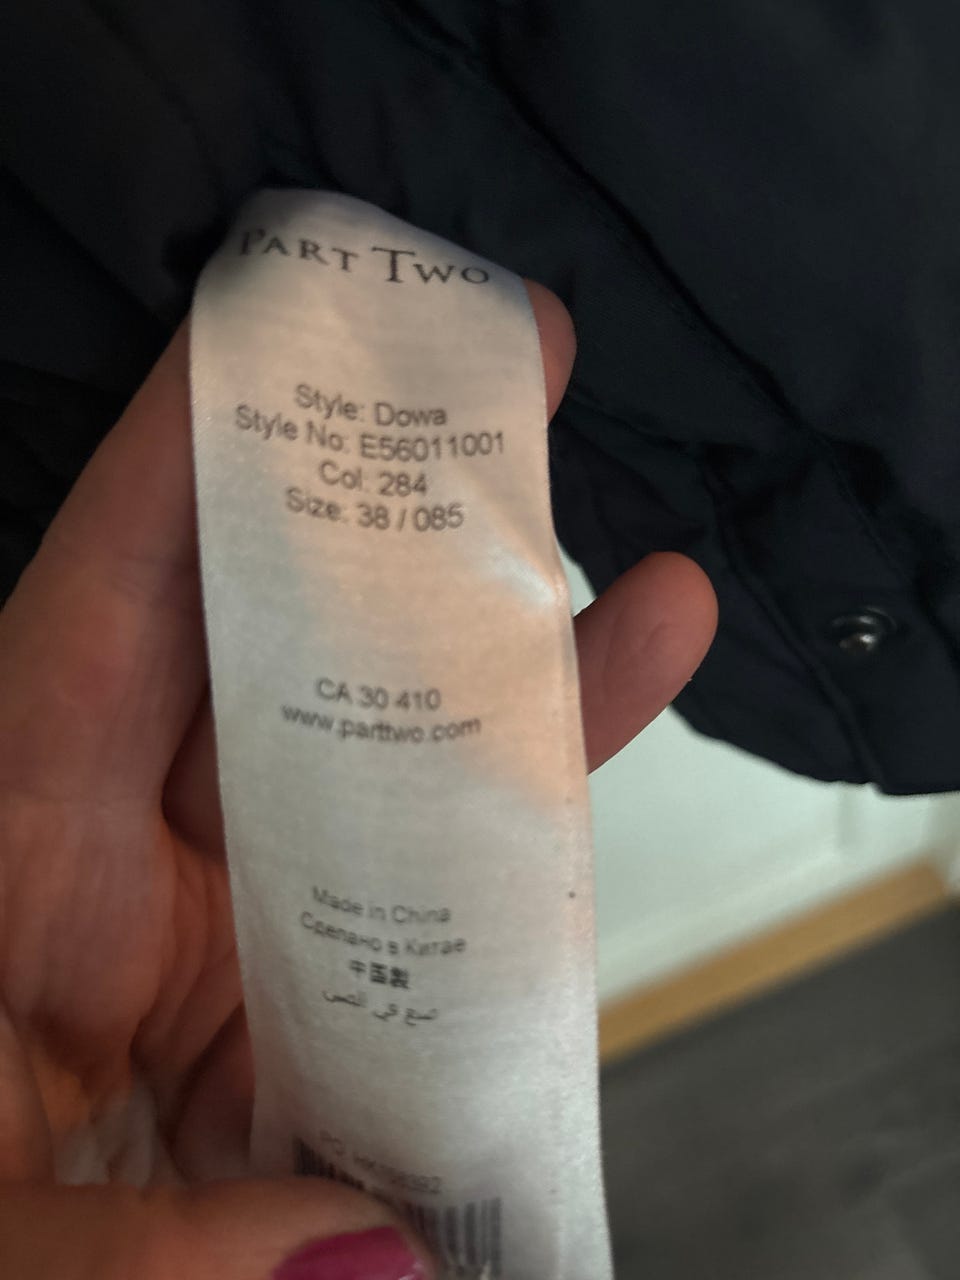 PART TWO
Style: Dowa
Style No: E56011001
Col: 284
Size: 38 / 085
CA 30 410
www.parttwo.com
Made in China
Сделано в Китае
中国製
صنع في الصين
PO